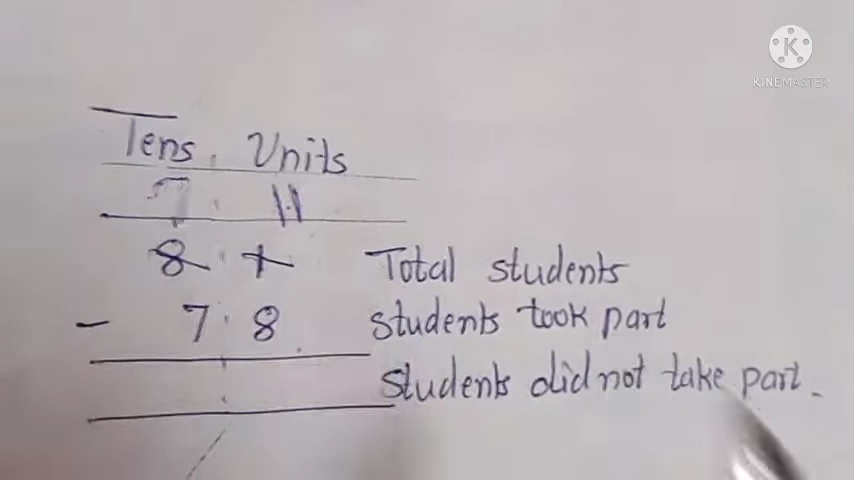 KINEMASTER
Tens Units
7 11
8 1 Total students
- 7 8 students took part
students did not take part.